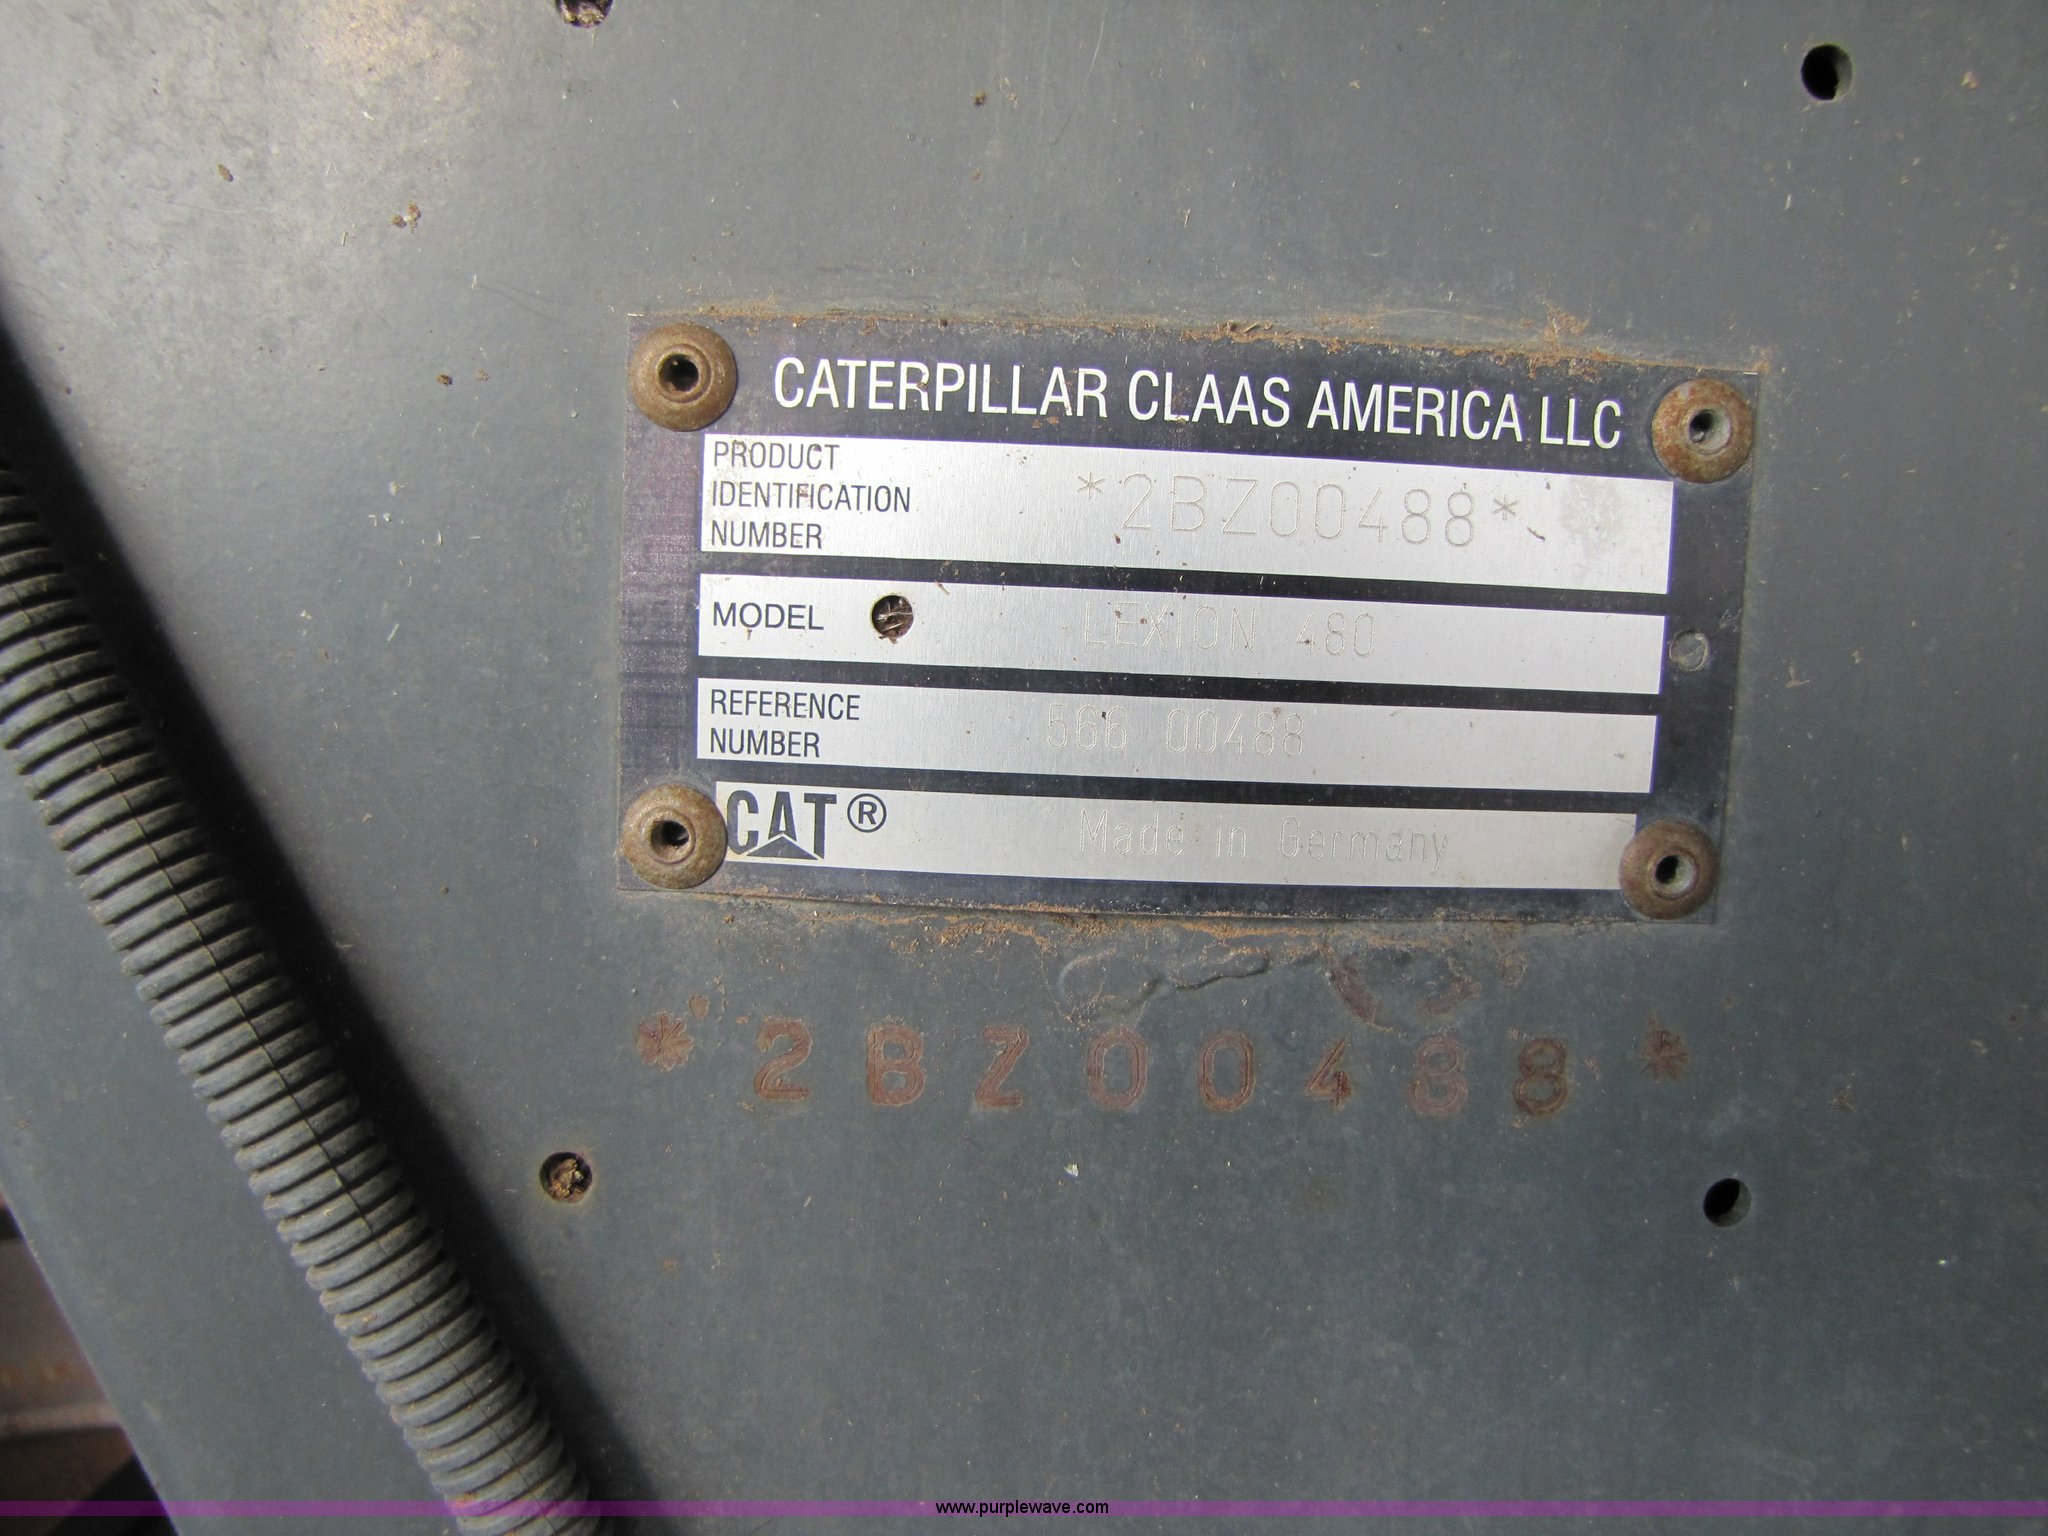 CATERPILLAR CLAAS AMERICA LLC
PRODUCT
IDENTIFICATION
NUMBER
*2BZ00488*
MODEL
LEXION 480
REFERENCE
NUMBER
566 00488
CAT®
Made in Germany
*2BZ00488*
www.purplewave.com